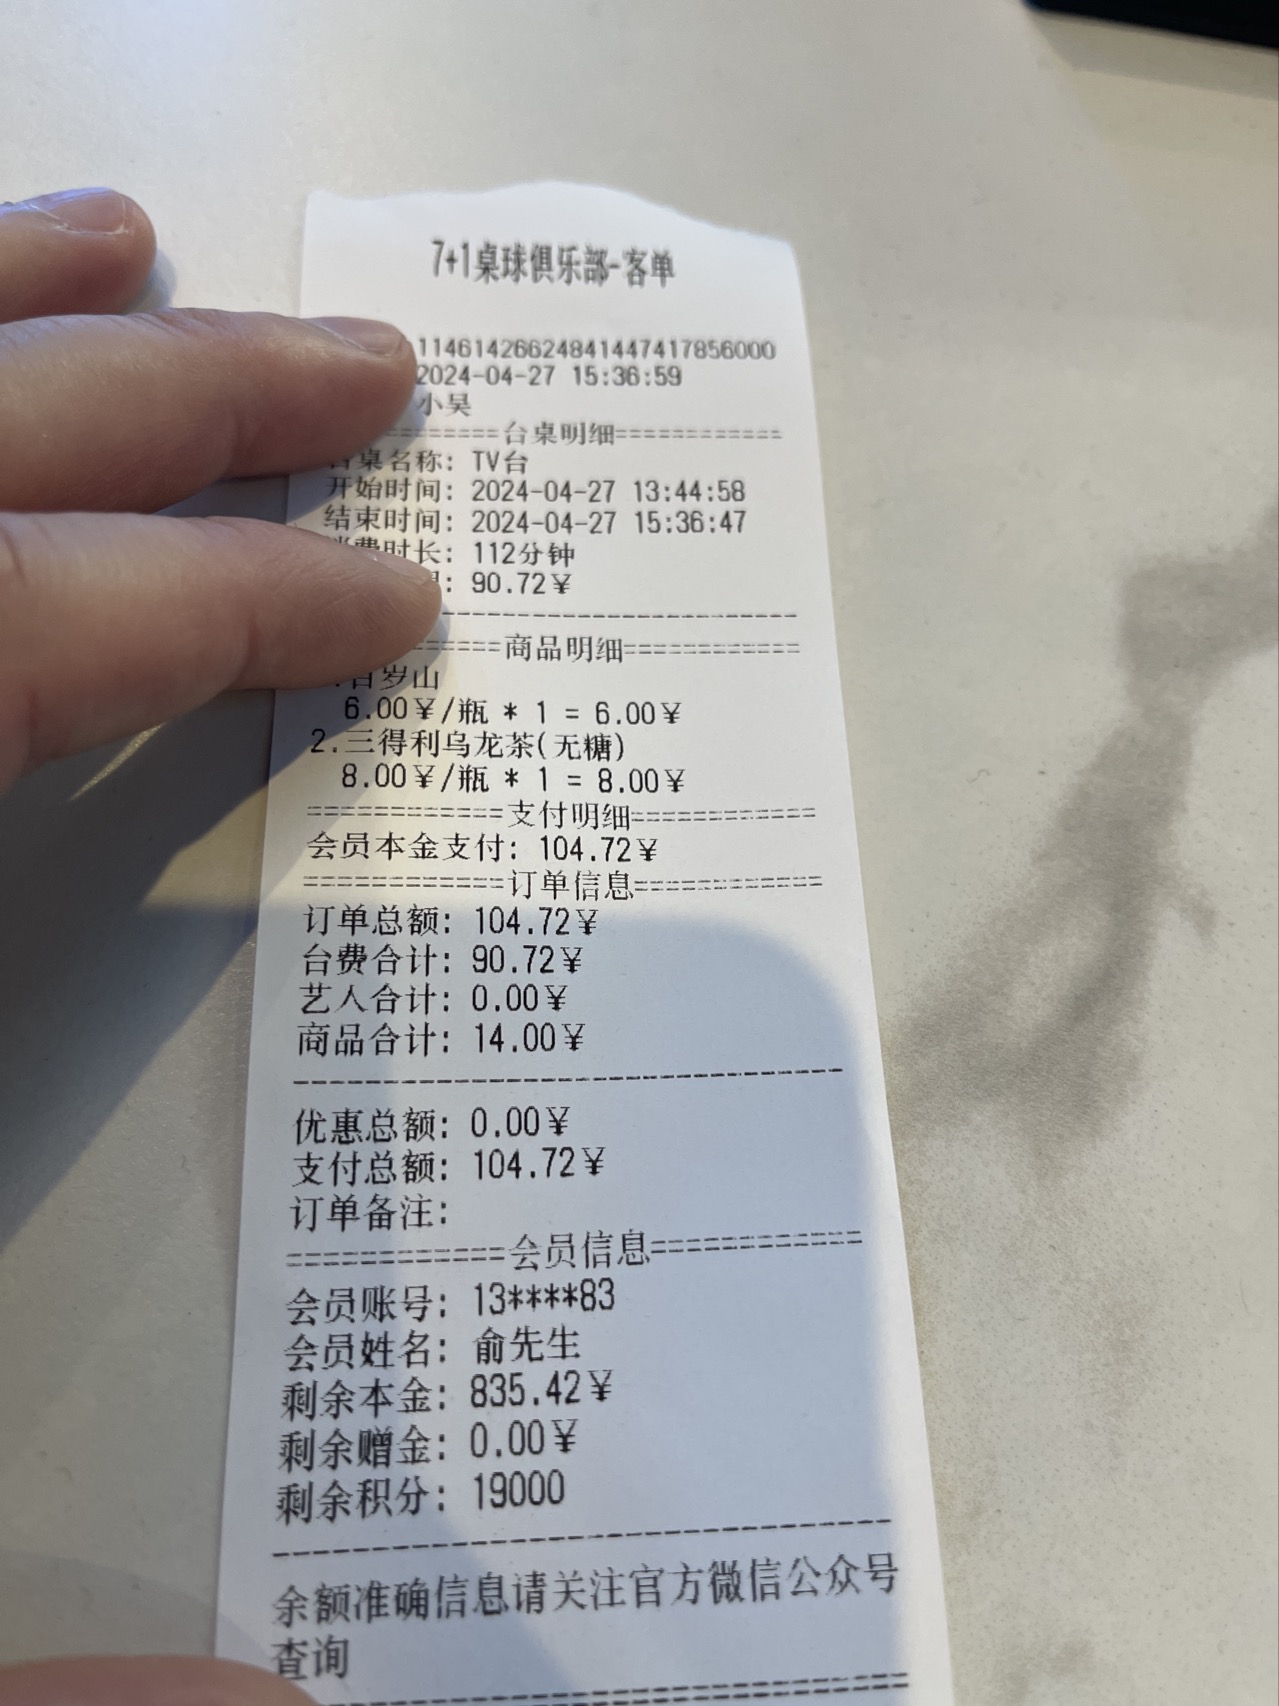 7+1桌球俱乐部-客单
11461426624841447417856000
2024-04-27 15:36:59
小昊
============台桌明细============
台桌名称: TV台
开始时间: 2024-04-27 13:44:58
结束时间: 2024-04-27 15:36:47
消费时长: 112分钟
90.72¥
============商品明细============
百岁山
6.00¥/瓶 * 1 = 6.00¥
2.三得利乌龙茶(无糖)
8.00¥/瓶 * 1 = 8.00¥
============支付明细============
会员本金支付: 104.72¥
============订单信息============
订单总额: 104.72¥
台费合计: 90.72¥
艺人合计: 0.00¥
商品合计: 14.00¥
优惠总额: 0.00¥
支付总额: 104.72¥
订单备注:
============会员信息============
会员账号: 13****83
会员姓名: 俞先生
剩余本金: 835.42¥
剩余赠金: 0.00¥
剩余积分: 19000
余额准确信息请关注官方微信公众号
查询